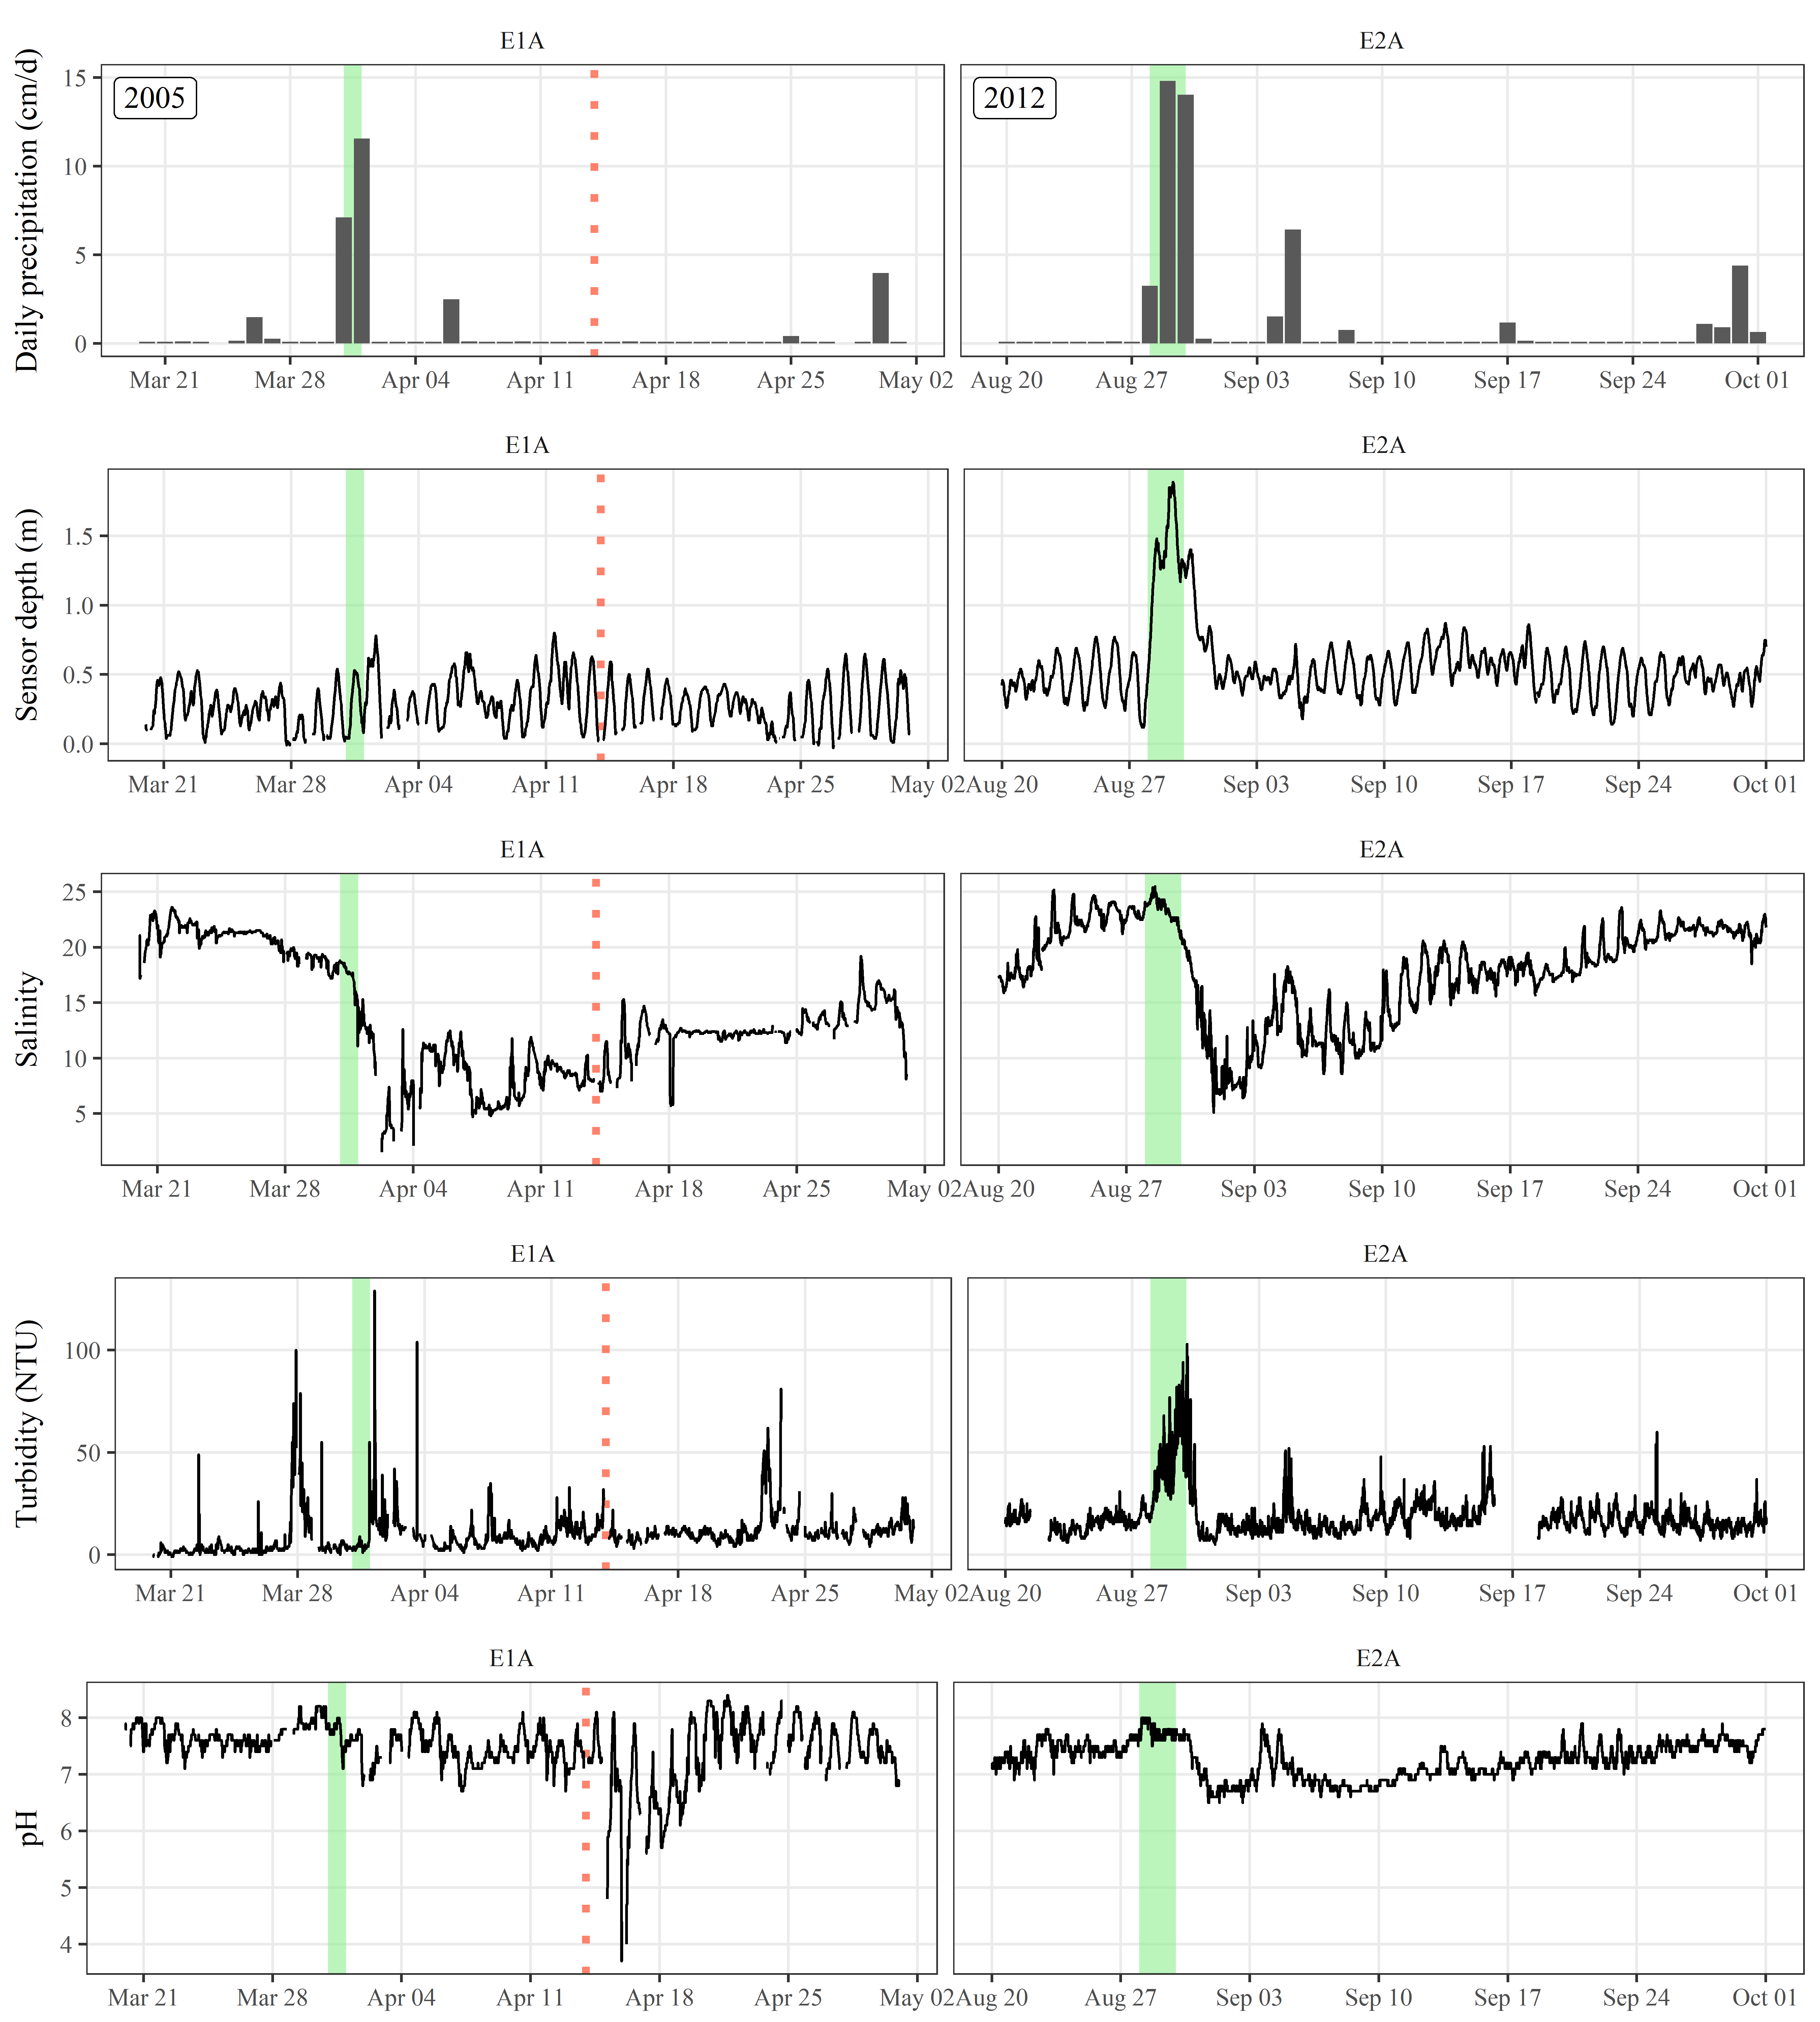 E1A E2A
Daily precipitation (cm/d)
2005 2012
15
10
5
0
Mar 21 Mar 28 Apr 04 Apr 11 Apr 18 Apr 25 May 02 Aug 20 Aug 27 Sep 03 Sep 10 Sep 17 Sep 24 Oct 01
E1A E2A
Sensor depth (m)
1.5
1.0
0.5
0.0
Mar 21 Mar 28 Apr 04 Apr 11 Apr 18 Apr 25 May 02 Aug 20 Aug 27 Sep 03 Sep 10 Sep 17 Sep 24 Oct 01
E1A E2A
Salinity
25
20
15
10
5
Mar 21 Mar 28 Apr 04 Apr 11 Apr 18 Apr 25 May 02 Aug 20 Aug 27 Sep 03 Sep 10 Sep 17 Sep 24 Oct 01
E1A E2A
Turbidity (NTU)
100
50
0
Mar 21 Mar 28 Apr 04 Apr 11 Apr 18 Apr 25 May 02 Aug 20 Aug 27 Sep 03 Sep 10 Sep 17 Sep 24 Oct 01
E1A E2A
pH
8
7
6
5
4
Mar 21 Mar 28 Apr 04 Apr 11 Apr 18 Apr 25 May 02 Aug 20 Aug 27 Sep 03 Sep 10 Sep 17 Sep 24 Oct 01